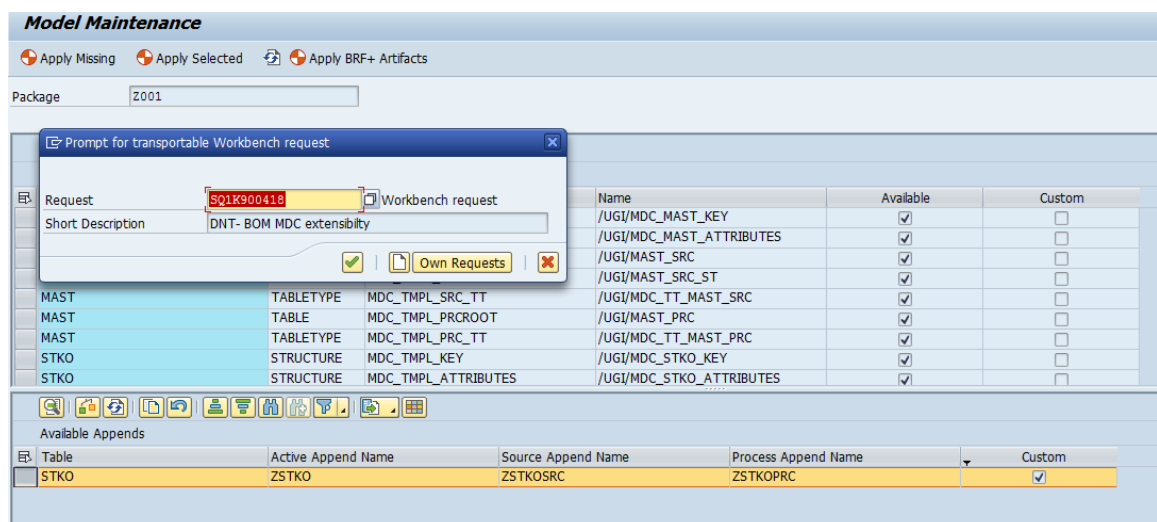 Model Maintenance
Apply Missing Apply Selected Apply BRF+ Artifacts
Package Z001
Prompt for transportable Workbench request
Request SQ1K900418 Workbench request
Short Description DNT- BOM MDC extensibilty
Own Requests
Name Available Custom
/UGI/MDC_MAST_KEY
/UGI/MDC_MAST_ATTRIBUTES
/UGI/MAST_SRC
/UGI/MAST_SRC_ST
MAST TABLETYPE MDC_TMPL_SRC_TT /UGI/MDC_TT_MAST_SRC
MAST TABLE MDC_TMPL_PRCROOT /UGI/MAST_PRC
MAST TABLETYPE MDC_TMPL_PRC_TT /UGI/MDC_TT_MAST_PRC
STKO STRUCTURE MDC_TMPL_KEY /UGI/MDC_STKO_KEY
STKO STRUCTURE MDC_TMPL_ATTRIBUTES /UGI/MDC_STKO_ATTRIBUTES
Available Appends
Table Active Append Name Source Append Name Process Append Name Custom
STKO ZSTKO ZSTKOSRC ZSTKOPRC